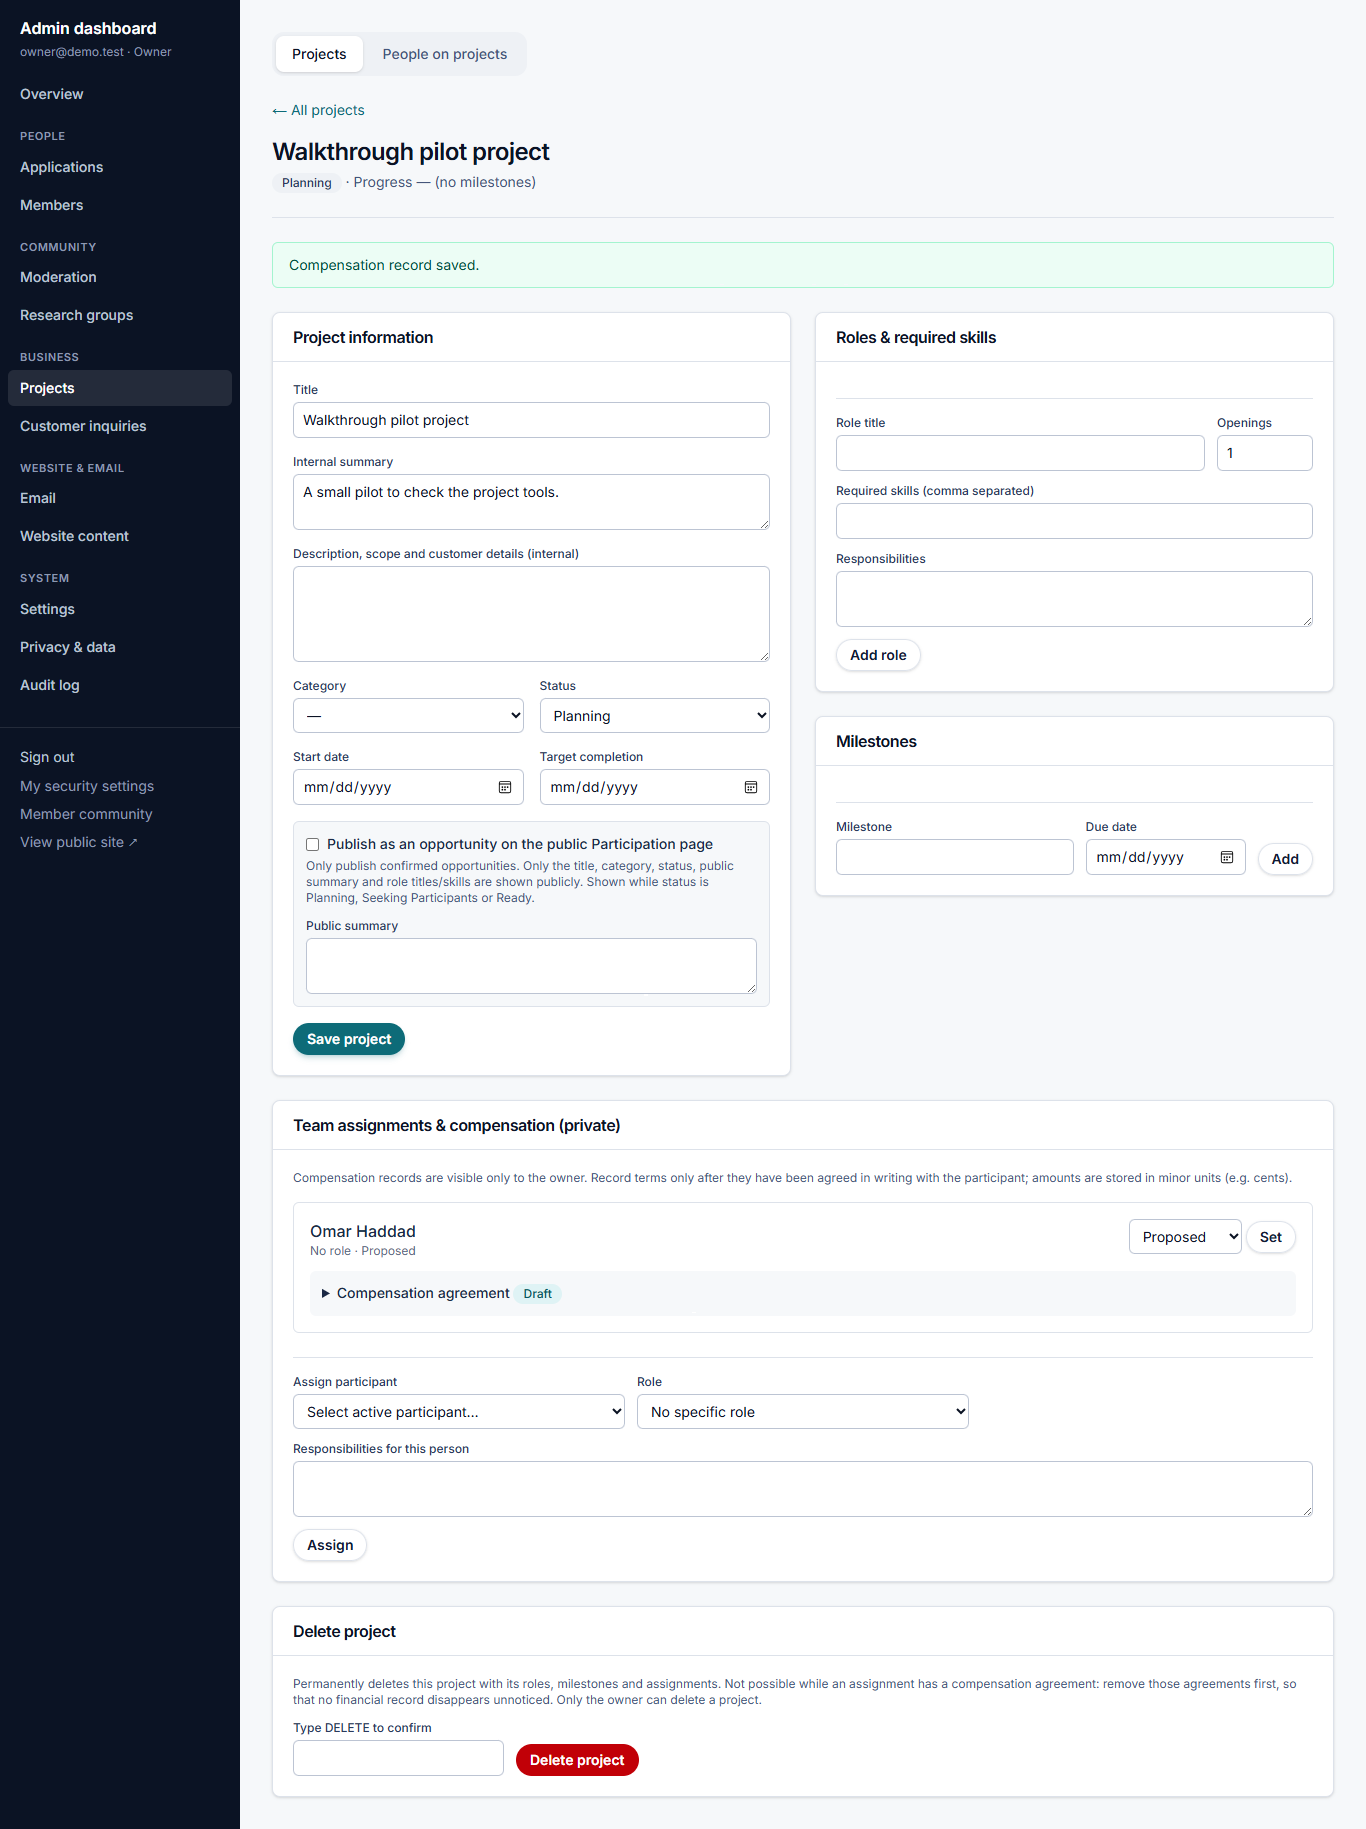 Admin dashboard
owner@demo.test · Owner
Overview
PEOPLE
Applications
Members
COMMUNITY
Moderation
Research groups
BUSINESS
Projects
Customer inquiries
WEBSITE & EMAIL
Email
Website content
SYSTEM
Settings
Privacy & data
Audit log
Sign out
My security settings
Member community
View public site ↗
Projects
People on projects
← All projects
Walkthrough pilot project
Planning · Progress — (no milestones)
Compensation record saved.
Project information
Title
Walkthrough pilot project
Internal summary
A small pilot to check the project tools.
Description, scope and customer details (internal)
Category
Status
—
Planning
Start date
Target completion
mm/dd/yyyy
mm/dd/yyyy
Publish as an opportunity on the public Participation page
Only publish confirmed opportunities. Only the title, category, status, public
summary and role titles/skills are shown publicly. Shown while status is
Planning, Seeking Participants or Ready.
Public summary
Save project
Roles & required skills
Role title
Openings
1
Required skills (comma separated)
Responsibilities
Add role
Milestones
Milestone
Due date
mm/dd/yyyy
Add
Team assignments & compensation (private)
Compensation records are visible only to the owner. Record terms only after they have been agreed in writing with the participant; amounts are stored in minor units (e.g. cents).
Omar Haddad
No role · Proposed
Proposed
Set
▶ Compensation agreement Draft
Assign participant
Role
Select active participant...
No specific role
Responsibilities for this person
Assign
Delete project
Permanently deletes this project with its roles, milestones and assignments. Not possible while an assignment has a compensation agreement: remove those agreements first, so
that no financial record disappears unnoticed. Only the owner can delete a project.
Type DELETE to confirm
Delete project